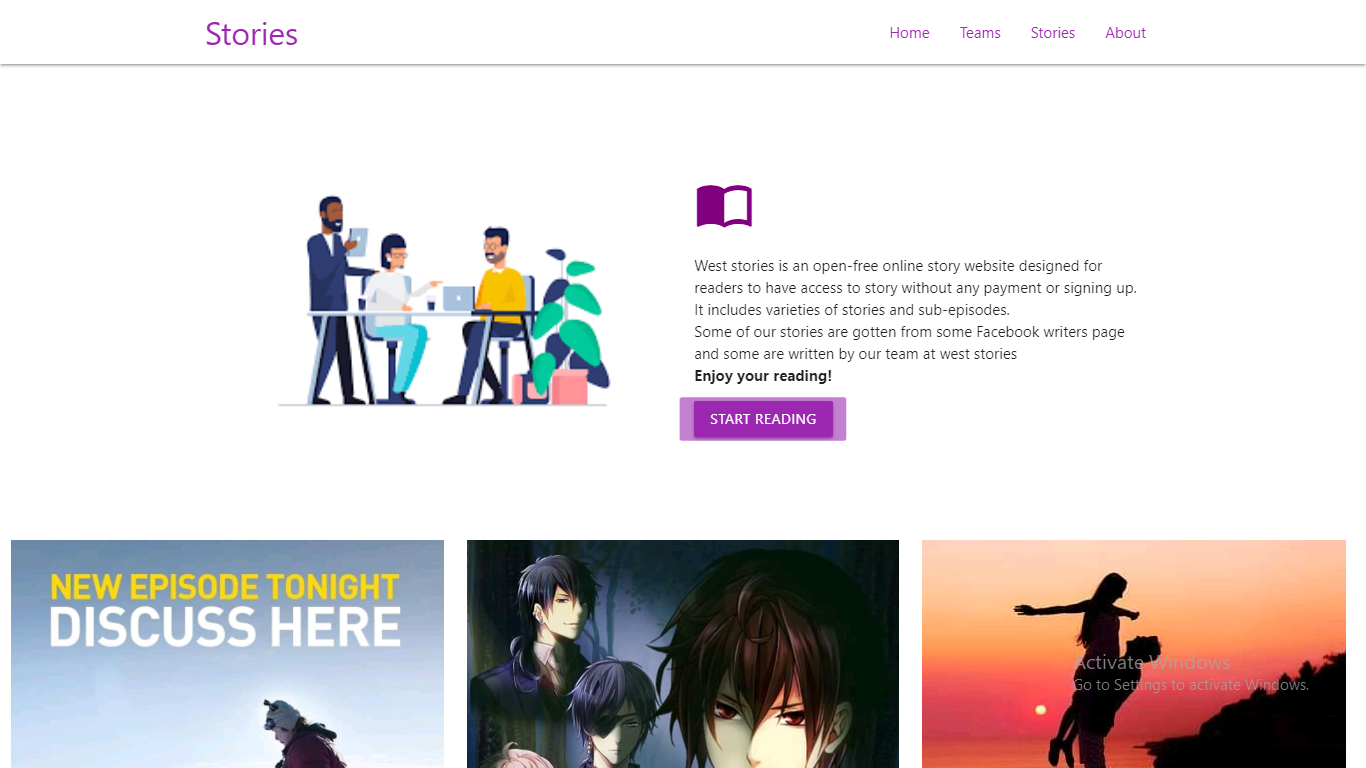 Stories
Home
Teams
Stories
About
West stories is an open-free online story website designed for
readers to have access to story without any payment or signing up.
It includes varieties of stories and sub-episodes.
Some of our stories are gotten from some Facebook writers page
and some are written by our team at west stories
Enjoy your reading!
START READING
NEW EPISODE TONIGHT
DISCUSS HERE
Activate Windows
Go to Settings to activate Windows.